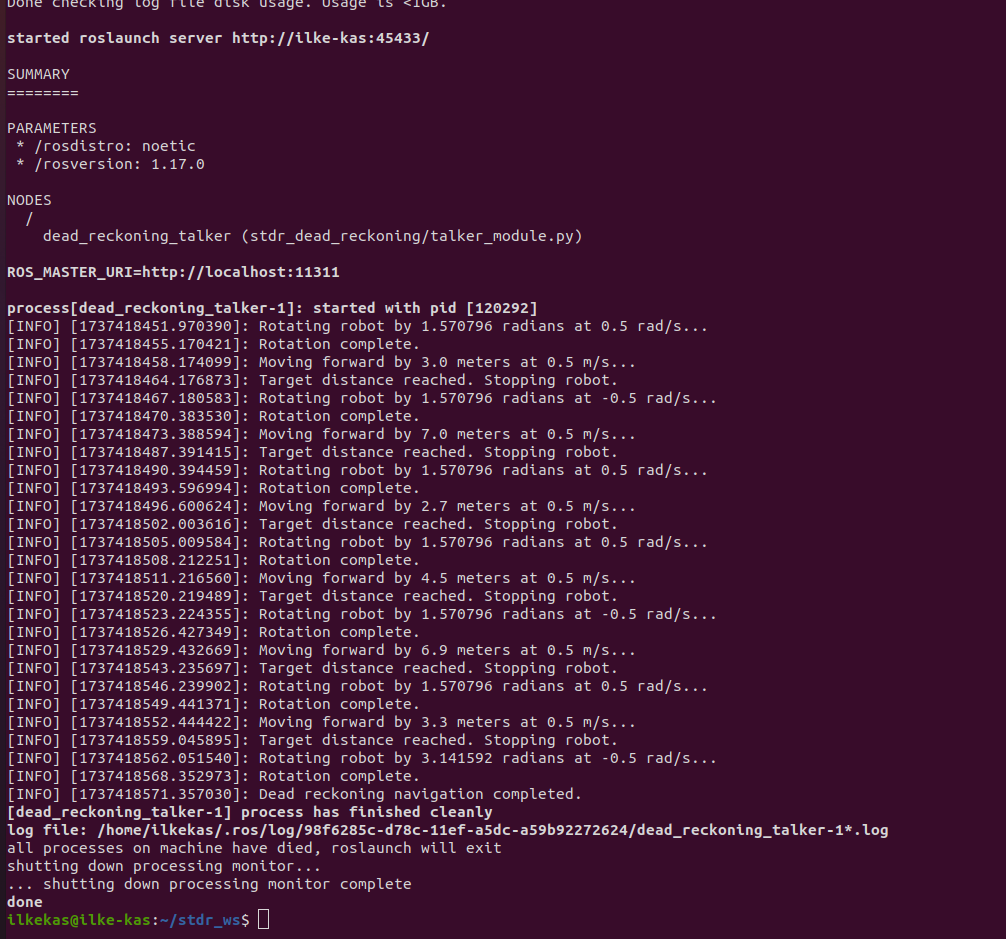 Done checking log file disk usage. Usage is <1GB.
started roslaunch server http://ilke-kas:45433/
SUMMARY
========
PARAMETERS
 * /rosdistro: noetic
 * /rosversion: 1.17.0
NODES
  /
    dead_reckoning_talker (stdr_dead_reckoning/talker_module.py)
ROS_MASTER_URI=http://localhost:11311
process[dead_reckoning_talker-1]: started with pid [120292]
[INFO] [1737418451.970390]: Rotating robot by 1.570796 radians at 0.5 rad/s...
[INFO] [1737418455.170421]: Rotation complete.
[INFO] [1737418458.174099]: Moving forward by 3.0 meters at 0.5 m/s...
[INFO] [1737418464.176873]: Target distance reached. Stopping robot.
[INFO] [1737418467.180583]: Rotating robot by 1.570796 radians at -0.5 rad/s...
[INFO] [1737418470.383530]: Rotation complete.
[INFO] [1737418473.388594]: Moving forward by 7.0 meters at 0.5 m/s...
[INFO] [1737418487.391415]: Target distance reached. Stopping robot.
[INFO] [1737418490.394459]: Rotating robot by 1.570796 radians at 0.5 rad/s...
[INFO] [1737418493.596994]: Rotation complete.
[INFO] [1737418496.600624]: Moving forward by 2.7 meters at 0.5 m/s...
[INFO] [1737418502.003616]: Target distance reached. Stopping robot.
[INFO] [1737418505.009584]: Rotating robot by 1.570796 radians at 0.5 rad/s...
[INFO] [1737418508.212251]: Rotation complete.
[INFO] [1737418511.216560]: Moving forward by 4.5 meters at 0.5 m/s...
[INFO] [1737418520.219489]: Target distance reached. Stopping robot.
[INFO] [1737418523.224355]: Rotating robot by 1.570796 radians at -0.5 rad/s...
[INFO] [1737418526.427349]: Rotation complete.
[INFO] [1737418529.432669]: Moving forward by 6.9 meters at 0.5 m/s...
[INFO] [1737418543.235697]: Target distance reached. Stopping robot.
[INFO] [1737418546.239902]: Rotating robot by 1.570796 radians at 0.5 rad/s...
[INFO] [1737418549.441371]: Rotation complete.
[INFO] [1737418552.444422]: Moving forward by 3.3 meters at 0.5 m/s...
[INFO] [1737418559.045895]: Target distance reached. Stopping robot.
[INFO] [1737418562.051540]: Rotating robot by 3.141592 radians at -0.5 rad/s...
[INFO] [1737418568.352973]: Rotation complete.
[INFO] [1737418571.357030]: Dead reckoning navigation completed.
[dead_reckoning_talker-1] process has finished cleanly
log file: /home/ilkekas/.ros/log/98f6285c-d78c-11ef-a5dc-a59b92272624/dead_reckoning_talker-1*.log
all processes on machine have died, roslaunch will exit
shutting down processing monitor...
... shutting down processing monitor complete
done
ilkekas@ilke-kas:~/stdr_ws$